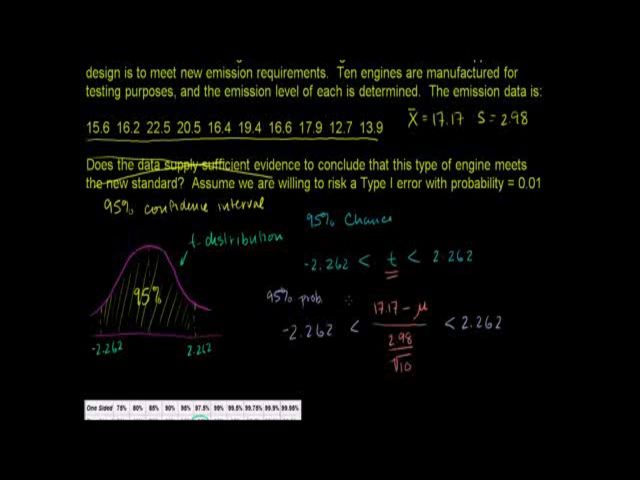 design is to meet new emission requirements. Ten engines are manufactured for
testing purposes, and the emission level of each is determined. The emission data is:
15.6 16.2 22.5 20.5 16.4 19.4 16.6 17.9 12.7 13.9
X̄ = 17.17 S = 2.98
Does the data supply sufficient evidence to conclude that this type of engine meets
the new standard? Assume we are willing to risk a Type I error with probability = 0.01
95% confidence interval
t-distribution
95%
-2.262 2.262
95% Chance
-2.262 < t < 2.262
95% prob
-2.262 < (17.17 - μ) / (2.98 / √10) < 2.262
One Sided 75% 80% 85% 90% 95% 97.5% 99% 99.5% 99.75% 99.9% 99.95%